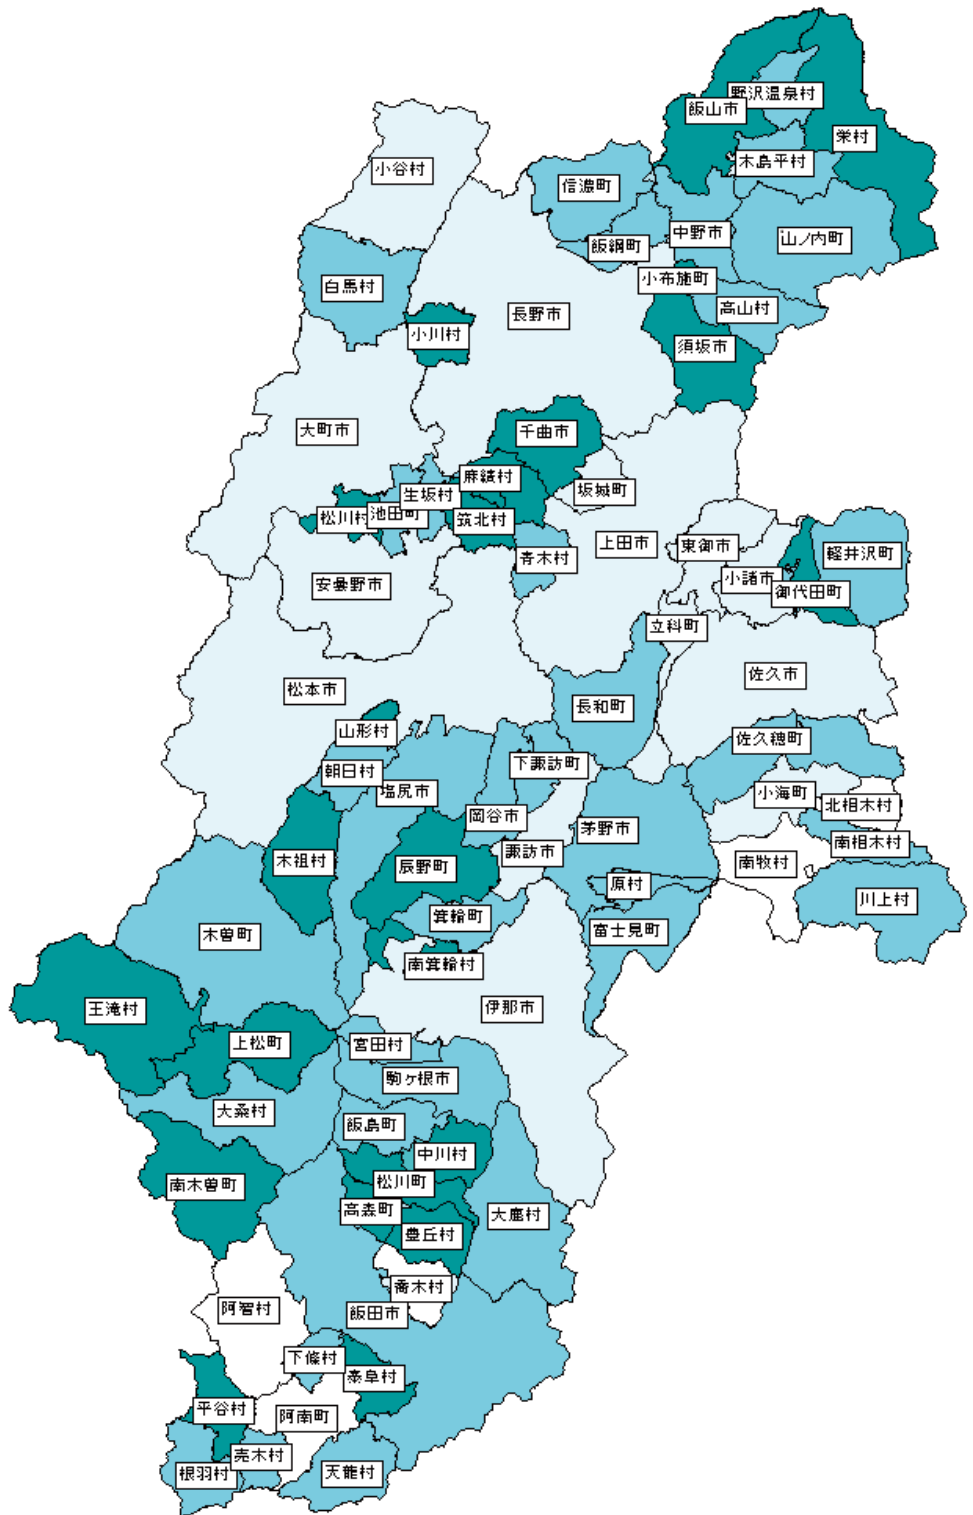 野沢温泉村
飯山市
栄村
木島平村
小谷村
信濃町
中野市
山ノ内町
飯綱町
小布施町
白馬村
高山村
長野市
小川村
須坂市
大町市
千曲市
麻績村
坂城町
生坂村
松川村
池田町
筑北村
青木村
上田市
東御市
軽井沢町
小諸市
御代田町
安曇野市
立科町
佐久市
松本市
長和町
山形村
佐久穂町
下諏訪町
朝日村
塩尻市
小海町
北相木村
岡谷市
茅野市
南相木村
諏訪市
木祖村
辰野町
南牧村
原村
川上村
箕輪町
富士見町
木曽町
南箕輪村
王滝村
伊那市
上松町
宮田村
駒ヶ根市
大桑村
飯島町
中川村
南木曽町
松川町
高森町
大鹿村
豊丘村
喬木村
阿智村
飯田市
下條村
泰阜村
平谷村
阿南町
売木村
根羽村
天龍村